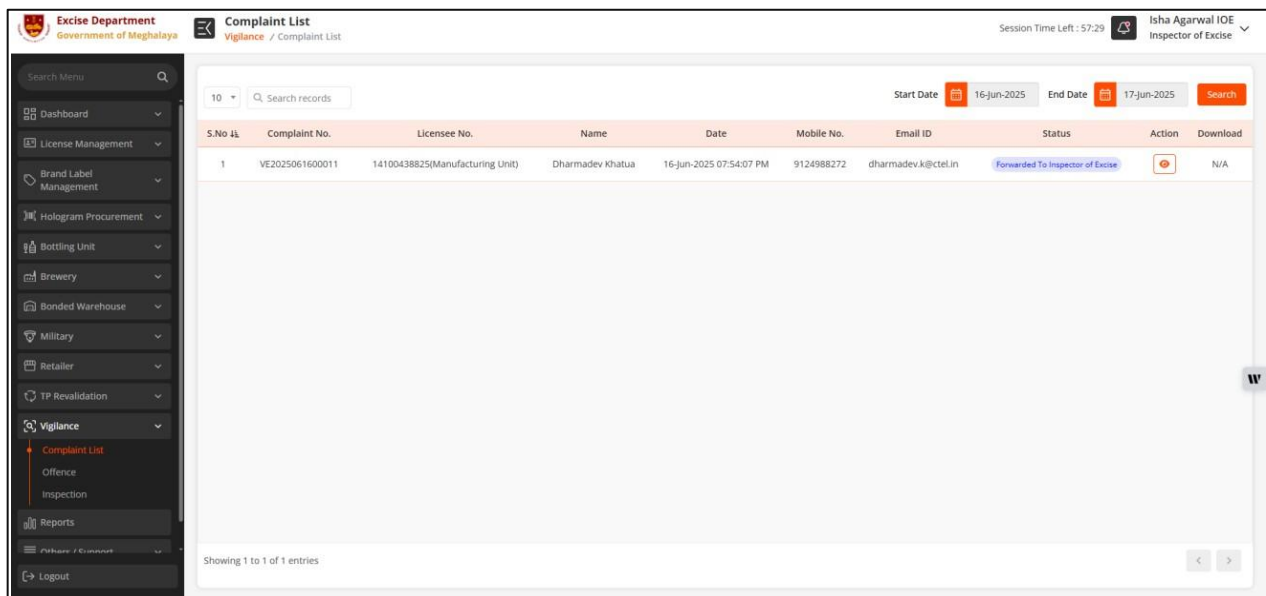 Excise Department
Government of Meghalaya
Complaint List
Vigilance / Complaint List
Session Time Left : 57:29
Isha Agarwal IOE
Inspector of Excise
Search Menu
Dashboard
License Management
Brand Label
Management
Hologram Procurement
Bottling Unit
Brewery
Bonded Warehouse
Military
Retailer
TP Revalidation
Vigilance
Complaint List
Offence
Inspection
Reports
Others / Support
Logout
10 Search records Start Date 16-Jun-2025 End Date 17-Jun-2025 Search
S.No Complaint No. Licensee No. Name Date Mobile No. Email ID Status Action Download
1 VE2025061600011 14100438825(Manufacturing Unit) Dharmadev Khatua 16-Jun-2025 07:54:07 PM 9124988272 dharmadev.k@ctel.in Forwarded To Inspector of Excise N/A
W
Showing 1 to 1 of 1 entries